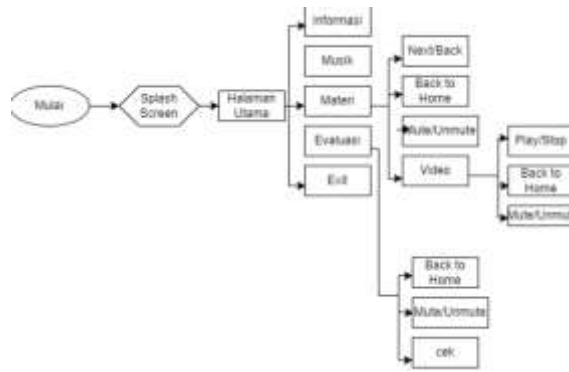 Informasi
Musik
Next/Back
Mulai
Splash
Screen
Halaman
Utama
Materi
Back to
Home
Evaluasi
Mute/Unmute
Play/Stop
Exit
Video
Back to
Home
Mute/Unmut
Back to
Home
Mute/Unmute
cek